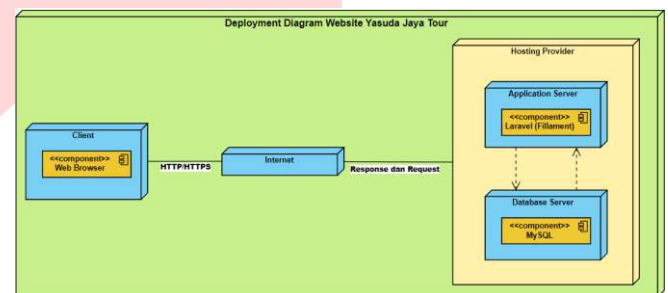 Deployment Diagram Website Yasuda Jaya Tour
Hosting Provider
Application Server
<<component>>
Laravel (Fillament)
Client
<<component>>
Web Browser
HTTP/HTTPS
Internet
Response dan Request
Database Server
<<component>>
MySQL